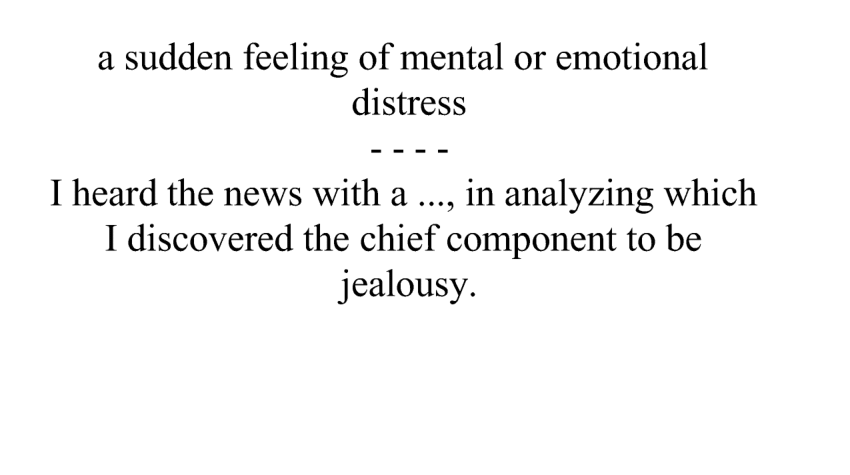 a sudden feeling of mental or emotional
distress
- - - -
I heard the news with a ..., in analyzing which
I discovered the chief component to be
jealousy.